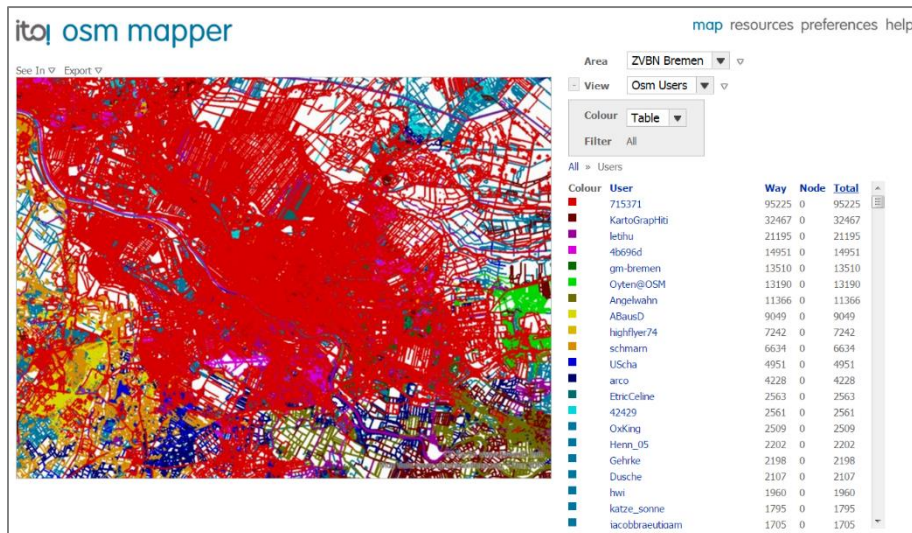 ito! osm mapper
map resources preferences help
See In ▽ Export ▽
Area ZVBN Bremen
- View Osm Users
Colour Table
Filter All
All » Users
Colour User Way Node Total
715371 95225 0 95225
KartoGrapHiti 32467 0 32467
letihu 21195 0 21195
4b696d 14951 0 14951
gm-bremen 13510 0 13510
Oyten@OSM 13190 0 13190
Angelwahn 11366 0 11366
ABausD 9049 0 9049
highflyer74 7242 0 7242
schmarn 6634 0 6634
UScha 4951 0 4951
arco 4228 0 4228
EtricCeline 2563 0 2563
42429 2561 0 2561
OxKing 2509 0 2509
Henn_05 2202 0 2202
Gehrke 2198 0 2198
Dusche 2107 0 2107
hwi 1960 0 1960
katze_sonne 1795 0 1795
jacobbraeutigam 1705 0 1705